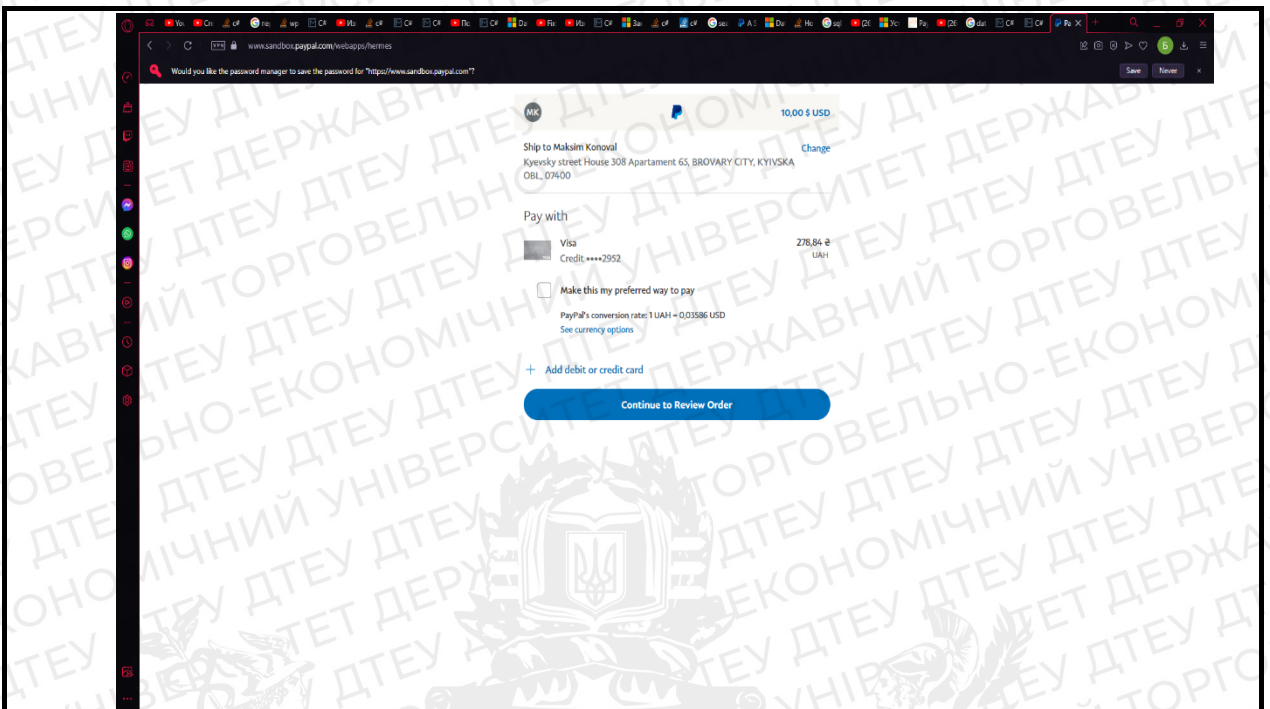 www.sandbox.paypal.com/webapps/hermes
VPN
Б
Would you like the password manager to save the password for "https://www.sandbox.paypal.com"?
Save
Never
MK
10,00 $ USD
Ship to Maksim Konoval
Change
Kyevsky street House 308 Apartament 65, BROVARY CITY, KYIVSKA
OBL., 07400
Pay with
Visa
278,84 ₴
Credit ••••2952
UAH
Make this my preferred way to pay
PayPal's conversion rate: 1 UAH = 0,03586 USD
See currency options
+ Add debit or credit card
Continue to Review Order
ДЕРЖАВНИЙ ТОРГОВЕЛЬНО-ЕКОНОМІЧНИЙ УНІВЕРСИТЕТ ДТЕУ